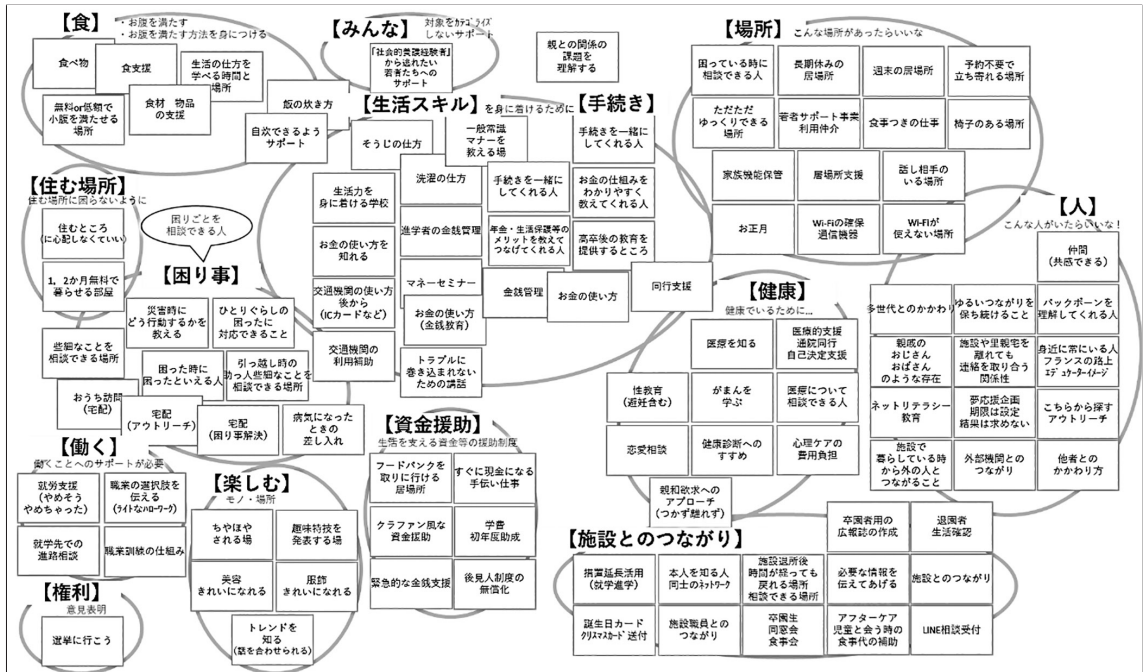 【食】
・お腹を満たす
・お腹を満たす方法を身につける
食べ物
食支援
生活の仕方を
学べる時間と
場所
無料or低額で
小腹を満たせる
場所
食材　物品
の支援
飯の炊き方
自炊できるよう
サポート
【みんな】
対象をｶﾃｺﾞﾗｲｽﾞ
しないサポート
「社会的養護経験者」
から送れたい
若者たちへの
サポート
親との関係の
課題を
理解する
【生活スキル】
を身に着けるために
そうじの仕方
一般常識
マナーを
教える場
生活力を
身に着ける学校
洗濯の仕方
手続きを一緒に
してくれる人
お金の使い方を
知れる
進学者の金銭管理
年金・生活保護等の
メリットを教えて
つなげてくれる人
交通機関の使い方
後から
(ICカードなど)
マネーセミナー
金銭管理
お金の使い方
同行支援
お金の使い方
(金銭教育)
交通機関の
利用補助
トラブルに
巻き込まれない
ための講話
【手続き】
手続きを一緒に
してくれる人
お金の仕組みを
わかりやすく
教えてくれる人
高卒後の教育を
提供するところ
【場所】
こんな場所があったらいいな
困っている時に
相談できる人
長期休みの
居場所
週末の居場所
予約不要で
立ち寄れる場所
ただただ
ゆっくりできる
場所
若者サポート事業
利用仲介
食事つきの仕事
椅子のある場所
家族機能保管
居場所支援
話し相手の
いる場所
お正月
Wi-Fiの確保
通信機器
Wi-Fiが
使えない場所
【住む場所】
住む場所に困らないように
住むところ
(に心配しなくていい)
1，2か月無料で
暮らせる部屋
困りごとを
相談できる人
【困り事】
災害時に
どう行動するかを
教える
ひとりぐらしの
困ったに
対応できること
些細なことを
相談できる場所
困った時に
困ったといえる人
引っ越し時の
助っ人些細なことを
相談できる場所
おうち訪問
(宅配)
宅配
(アウトリーチ)
宅配
(困り事解決)
病気になった
ときの
差し入れ
【人】
こんな人がいたらいいな！
仲間
(共感できる)
多世代とのかかわり
ゆるいつながりを
保ち続けること
バックボーンを
理解してくれる人
親戚の
おじさん
おばさん
のような存在
施設や里親宅を
離れても
連絡を取り合う
関係性
身近に常にいる人
フランスの路上
ｴﾃﾞｭｹｰﾀｰｲﾒｰｼﾞ
ネットリテラシー
教育
夢応援企画
期限は設定
結果は求めない
こちらから探す
アウトリーチ
施設で
暮らしている時
から外の人と
つながること
外部機関との
つながり
他者との
かかわり方
【健康】
健康でいるために…
医療を知る
医療的支援
通院同行
自己決定支援
性教育
(避妊含む)
がまんを
学ぶ
医療について
相談できる人
恋愛相談
健康診断への
すすめ
心理ケアの
費用負担
親和欲求への
アプローチ
(つかず離れず)
【働く】
働くことへのサポートが必要
就労支援
(やめそう
やめちゃった)
職業の選択肢を
伝える
(ﾗｲﾄなﾊﾛｰﾜｰｸ)
就学先での
進路相談
職業訓練の仕組み
【権利】
意見表明
選挙に行こう
【楽しむ】
モノ・場所
ちやほや
される場
趣味特技を
発表する場
美容
きれいになれる
服飾
きれいになれる
トレンドを
知る
(話を合わせられる)
【資金援助】
生活を支える資金等の援助制度
フードバンクを
取りに行ける
居場所
すぐに現金になる
手伝い仕事
クラファン風な
資金援助
学費
初年度助成
緊急的な金銭支援
後見人制度の
無償化
【施設とのつながり】
卒園者用の
広報誌の作成
退園者
生活確認
措置延長活用
(就学進学)
本人を知る人
同士のﾈｯﾄﾜｰｸ
施設退所後
時間が経っても
戻れる場所
相談できる場所
必要な情報を
伝えてあげる
施設とのつながり
誕生日カード
ｸﾘｽﾏｽｶｰﾄﾞ送付
施設職員との
つながり
卒園生
同窓会
食事会
アフターケア
児童と会う時の
食事代の補助
LINE相談受付